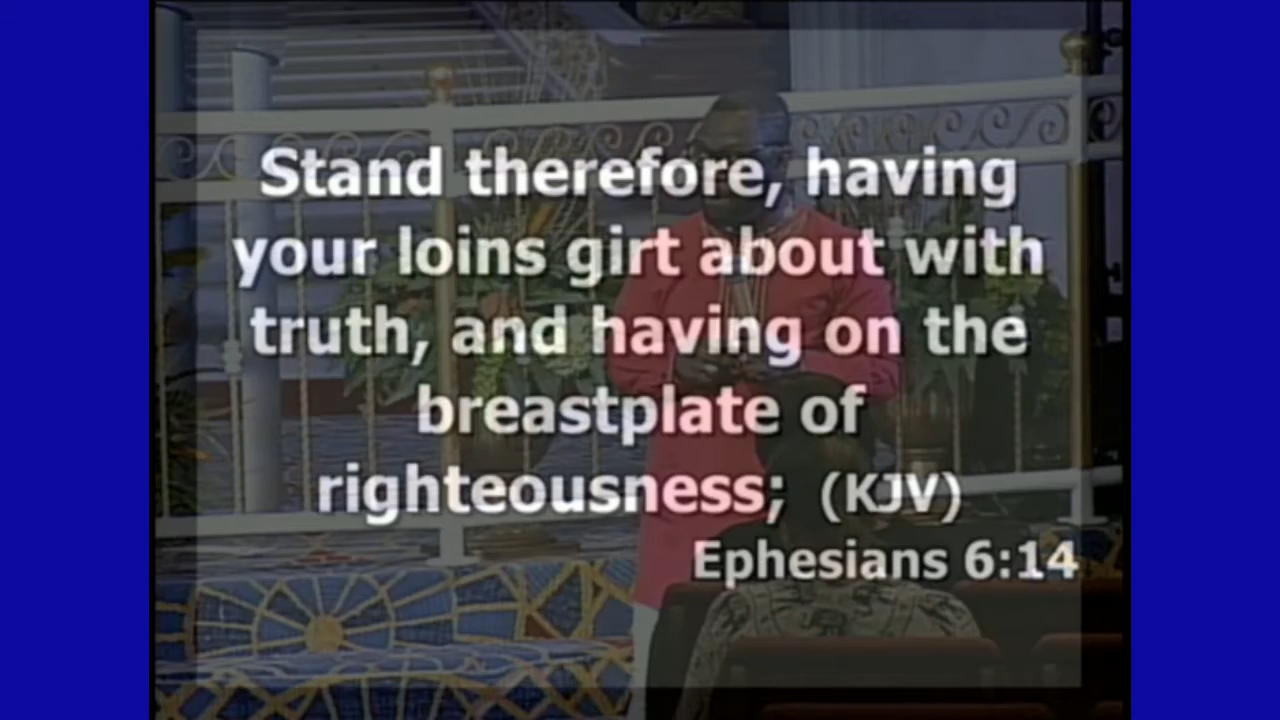 Stand therefore, having
your loins girt about with
truth, and having on the
breastplate of
righteousness; (KJV)
Ephesians 6:14